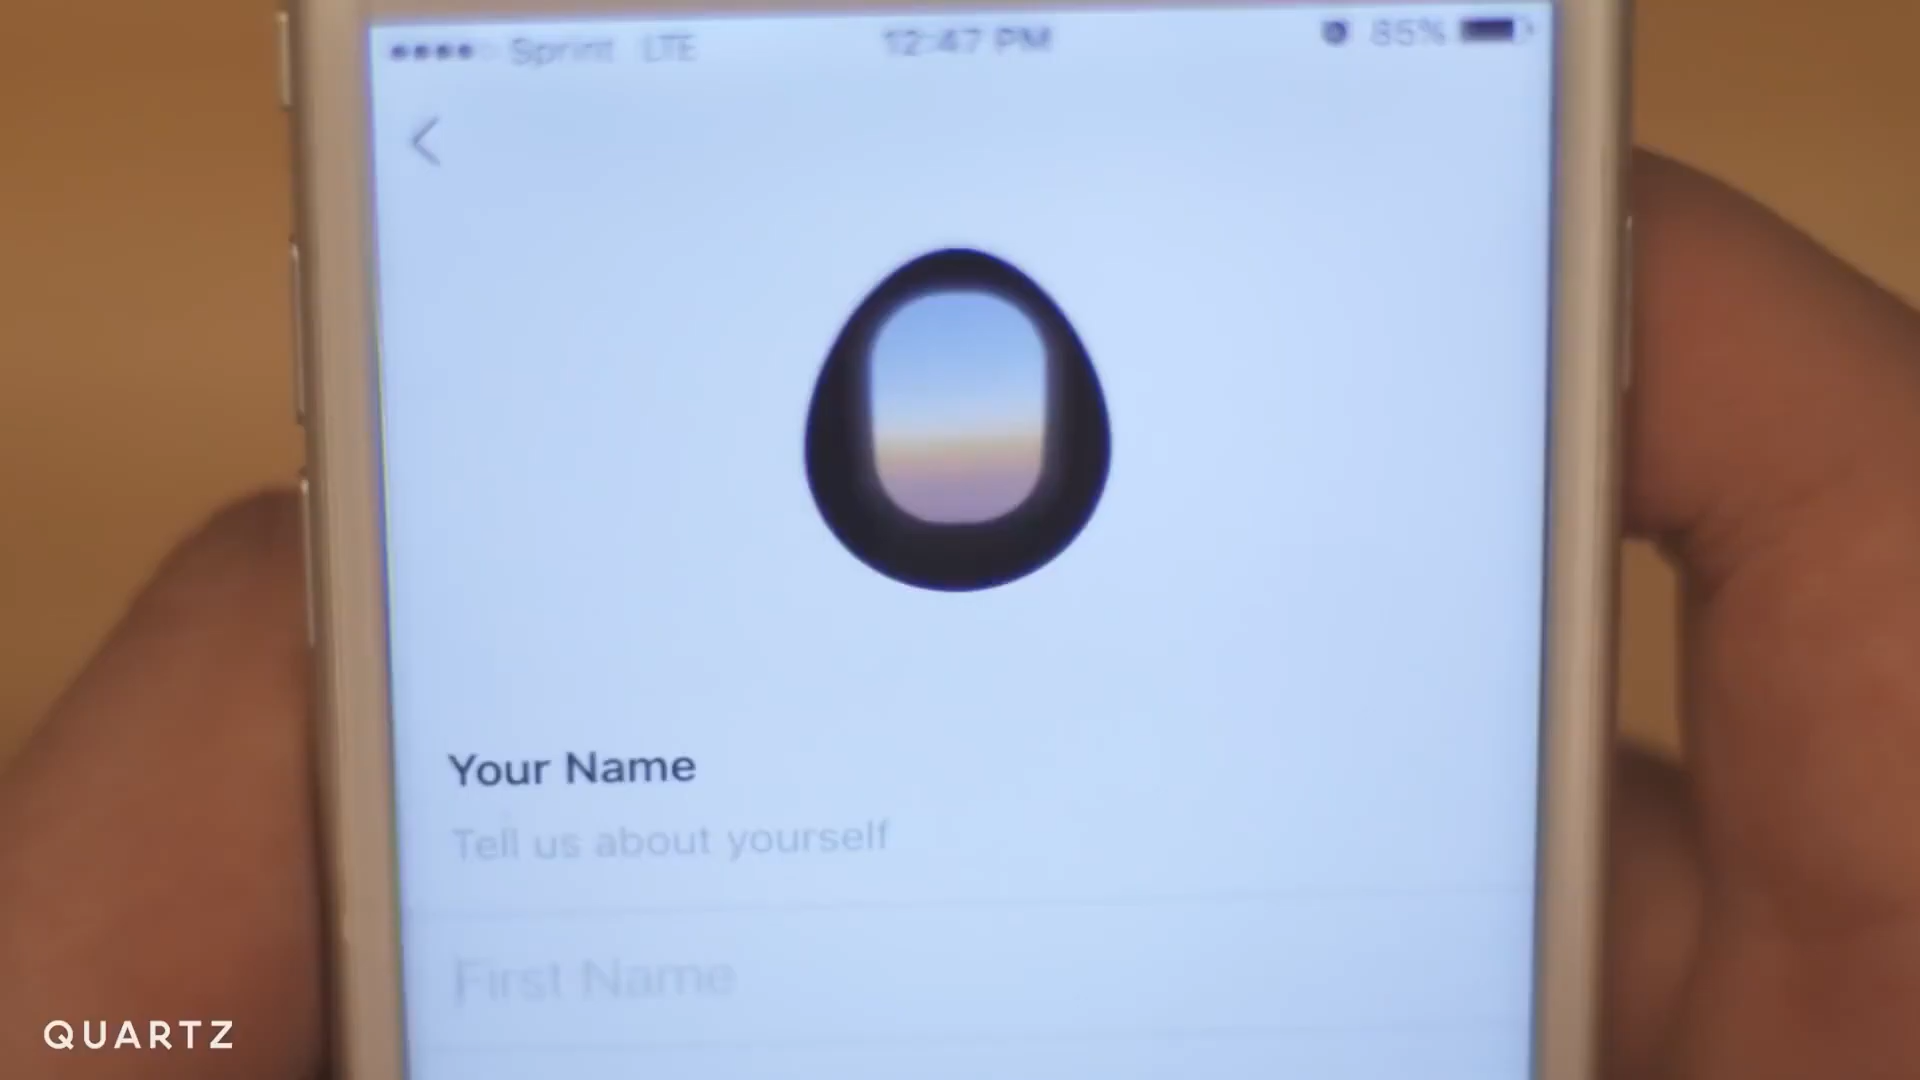 Sprint LTE 12:47 PM 85%
Your Name
Tell us about yourself
First Name
QUARTZ